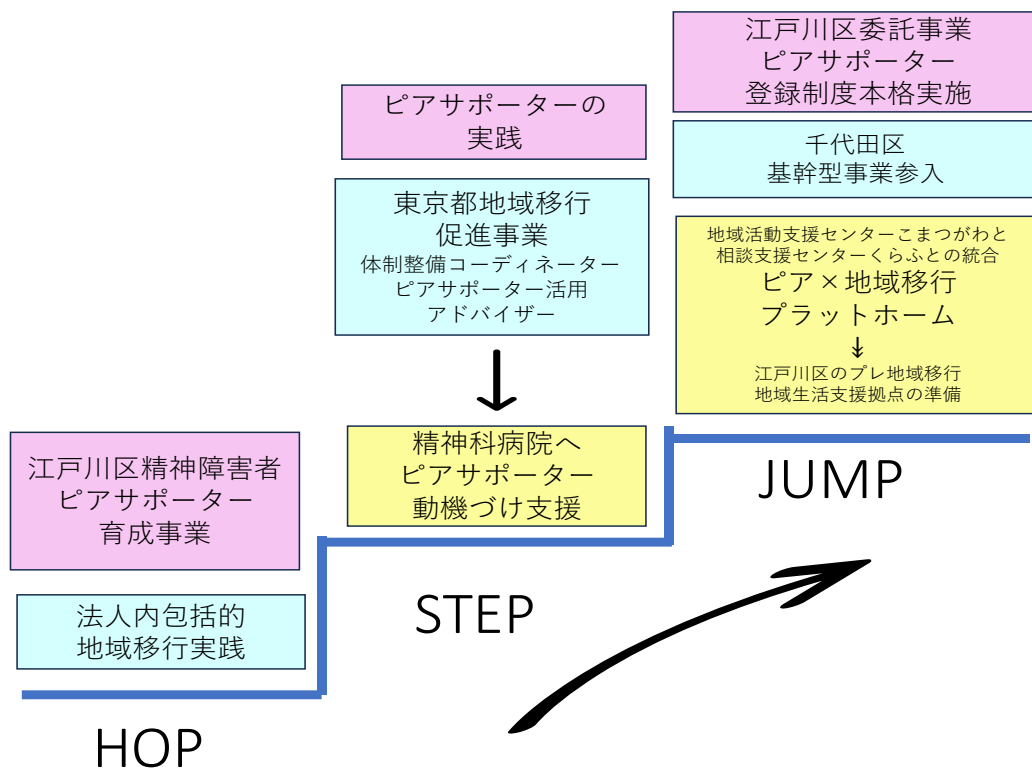 江戸川区精神障害者
ピアサポーター
育成事業
法人内包括的
地域移行実践
HOP
ピアサポーターの
実践
東京都地域移行
促進事業
体制整備コーディネーター
ピアサポーター活用
アドバイザー
精神科病院へ
ピアサポーター
動機づけ支援
STEP
江戸川区委託事業
ピアサポーター
登録制度本格実施
千代田区
基幹型事業参入
地域活動支援センターこまつがわと
相談支援センターくらふとの統合
ピア×地域移行
プラットホーム
↡
江戸川区のプレ地域移行
地域生活支援拠点の準備
JUMP